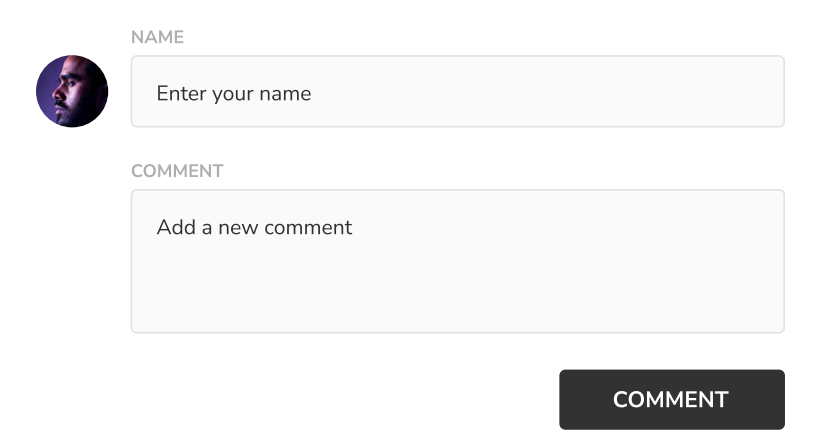 NAME
Enter your name
COMMENT
Add a new comment
COMMENT